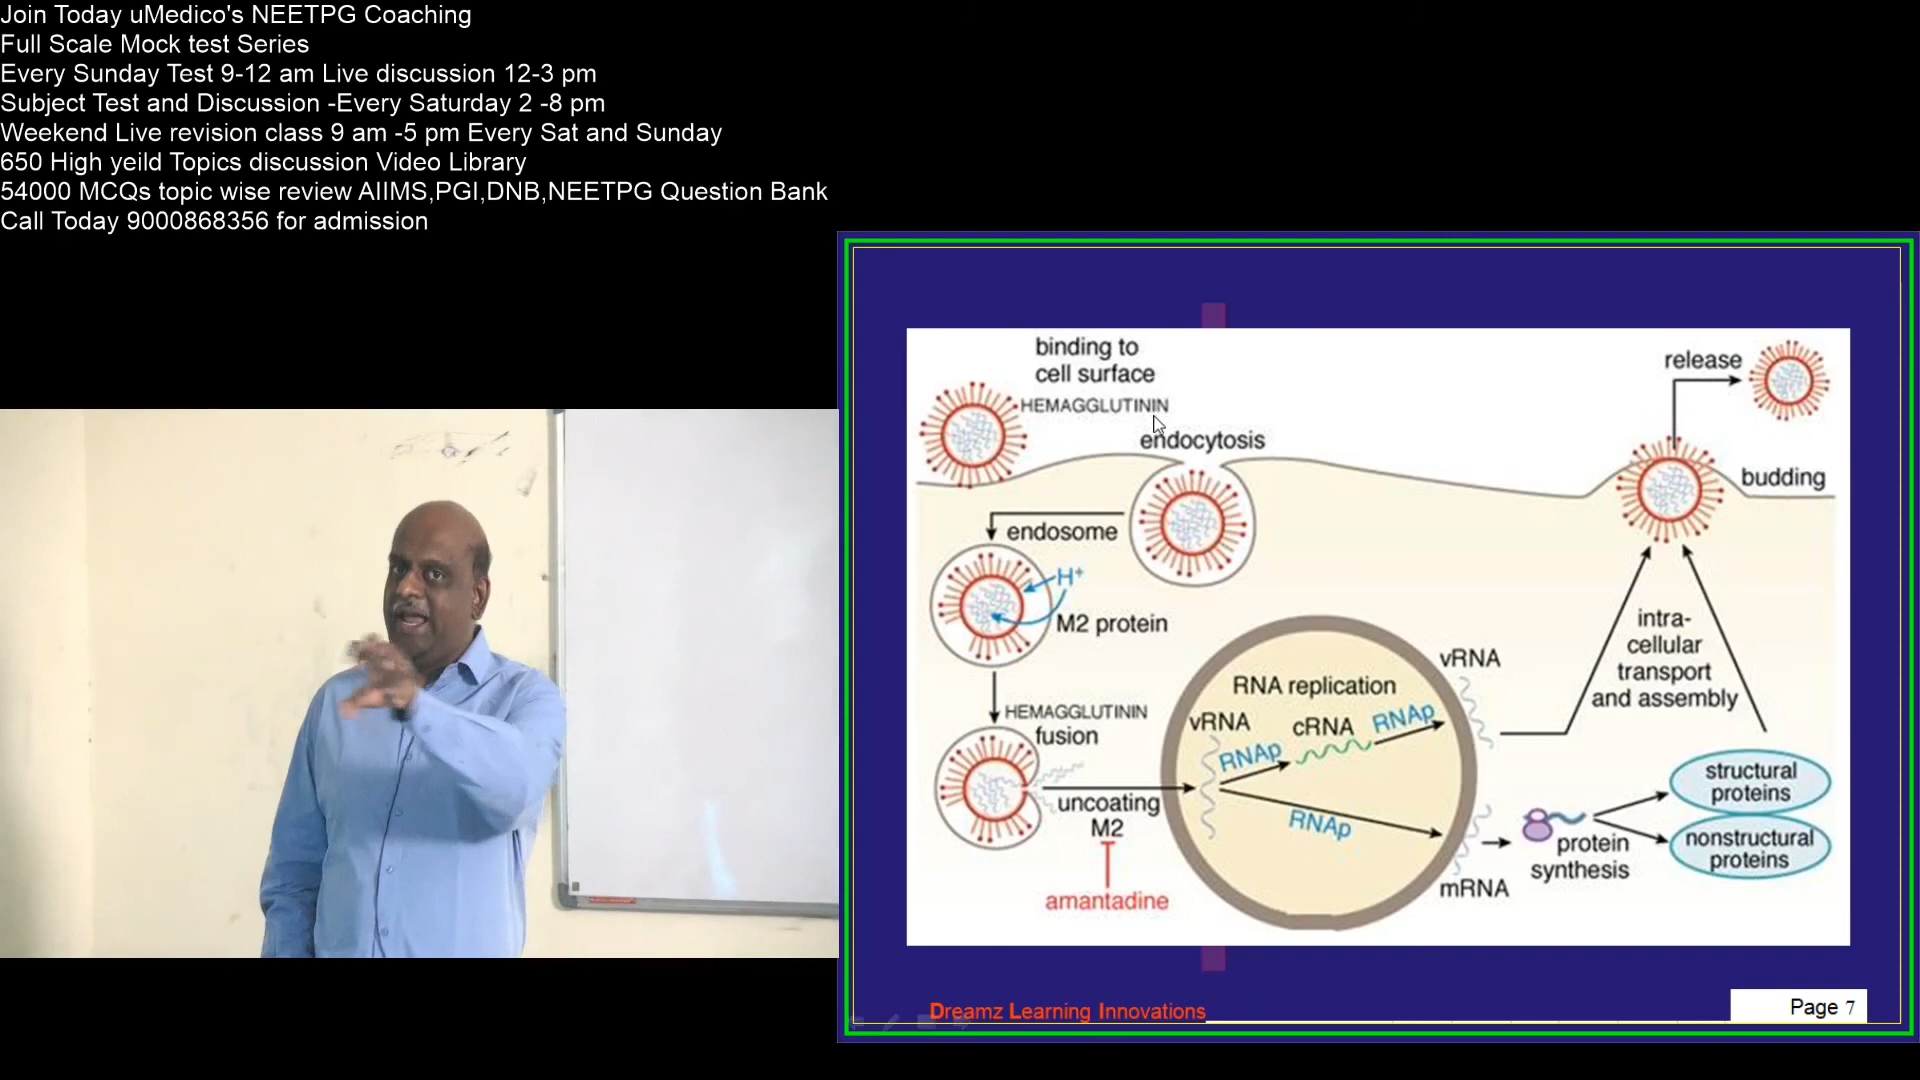 Join Today uMedico's NEETPG Coaching
Full Scale Mock test Series
Every Sunday Test 9-12 am Live discussion 12-3 pm
Subject Test and Discussion -Every Saturday 2 -8 pm
Weekend Live revision class 9 am -5 pm Every Sat and Sunday
650 High yeild Topics discussion Video Library
54000 MCQs topic wise review AIIMS,PGI,DNB,NEETPG Question Bank
Call Today 9000868356 for admission
binding to
cell surface
HEMAGGLUTININ
endocytosis
release
budding
endosome
H+
M2 protein
HEMAGGLUTININ
fusion
uncoating
M2
amantadine
RNA replication
vRNA
RNAp
cRNA
RNAp
vRNA
RNAp
mRNA
intra-
cellular
transport
and assembly
protein
synthesis
structural
proteins
nonstructural
proteins
Dreamz Learning Innovations
Page 7